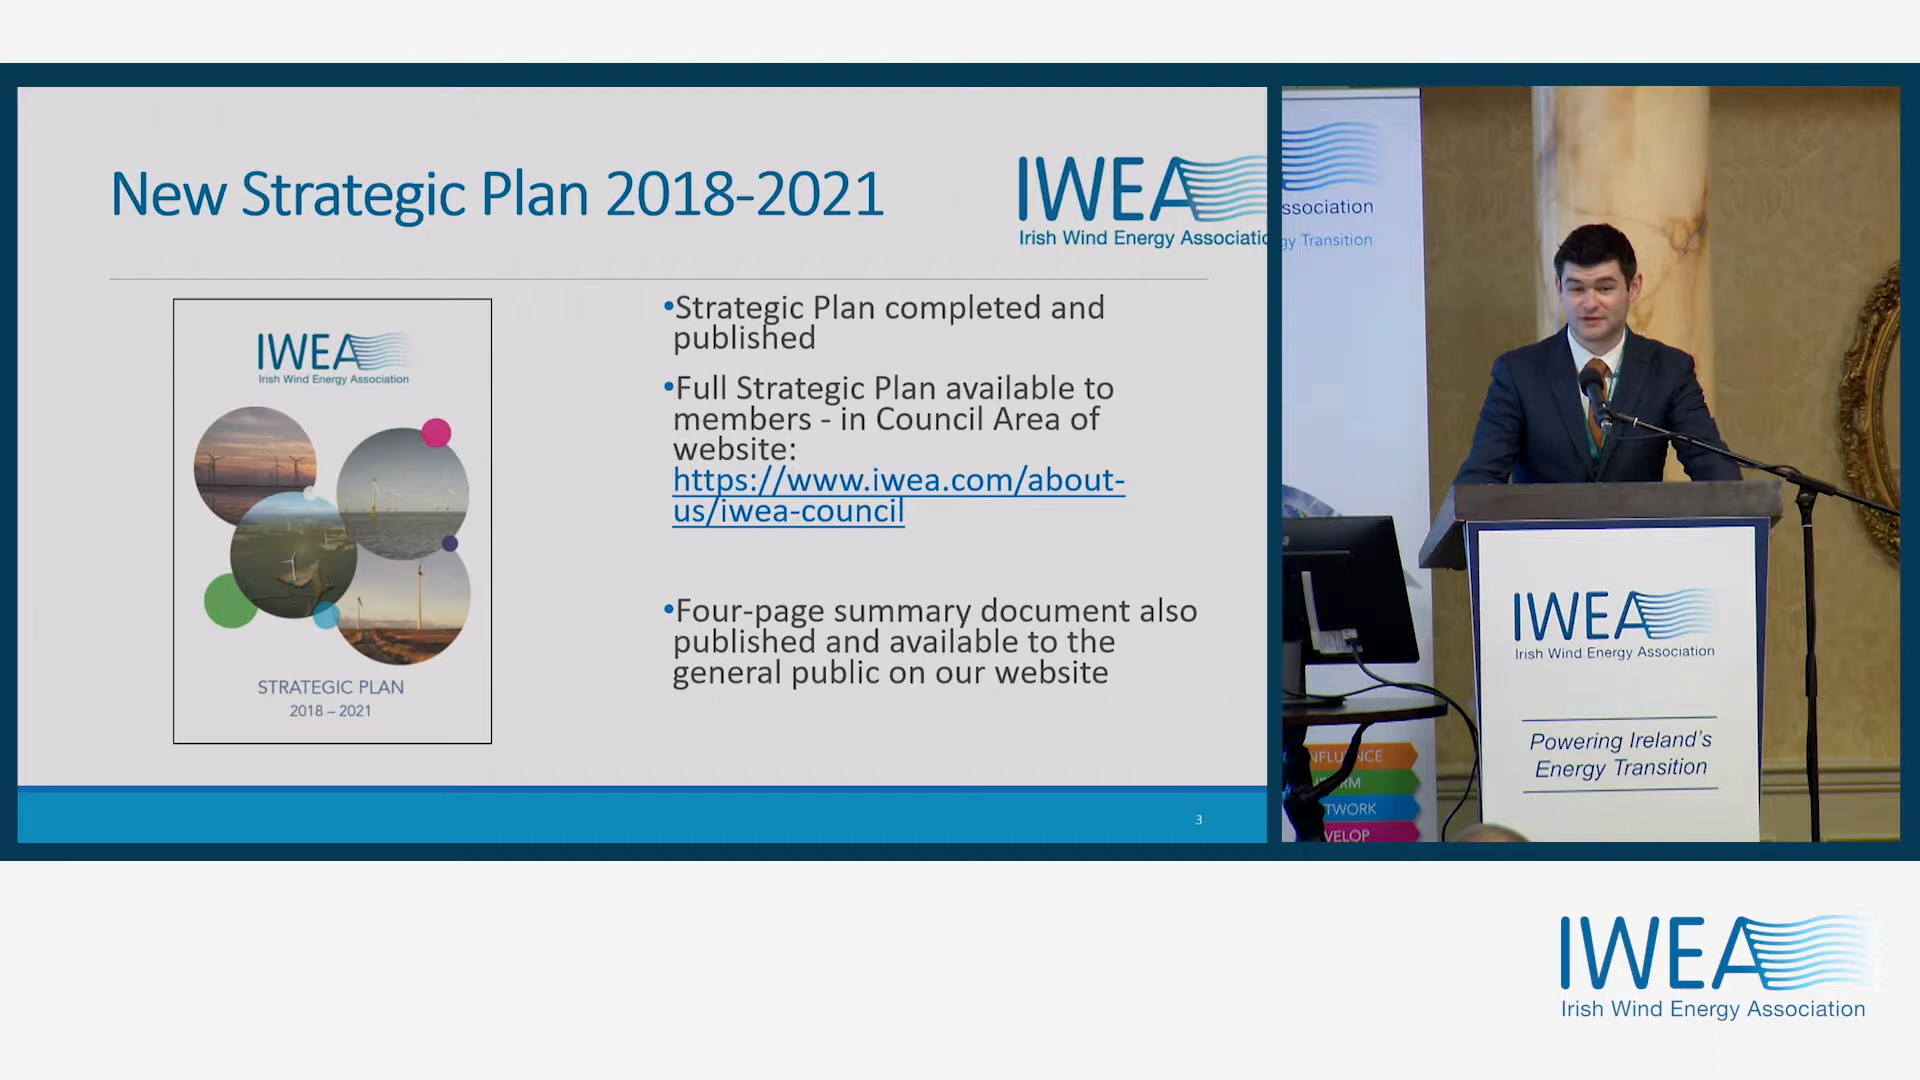 New Strategic Plan 2018-2021
IWEA
Irish Wind Energy Associatio
IWEA
Irish Wind Energy Association
STRATEGIC PLAN
2018 – 2021
•Strategic Plan completed and
published
•Full Strategic Plan available to
members - in Council Area of
website:
https://www.iwea.com/about-
us/iwea-council
•Four-page summary document also
published and available to the
general public on our website
3
ssociation
gy Transition
NFLUENCE
RM
TWORK
VELOP
IWEA
Irish Wind Energy Association
Powering Ireland's
Energy Transition
IWEA
Irish Wind Energy Association